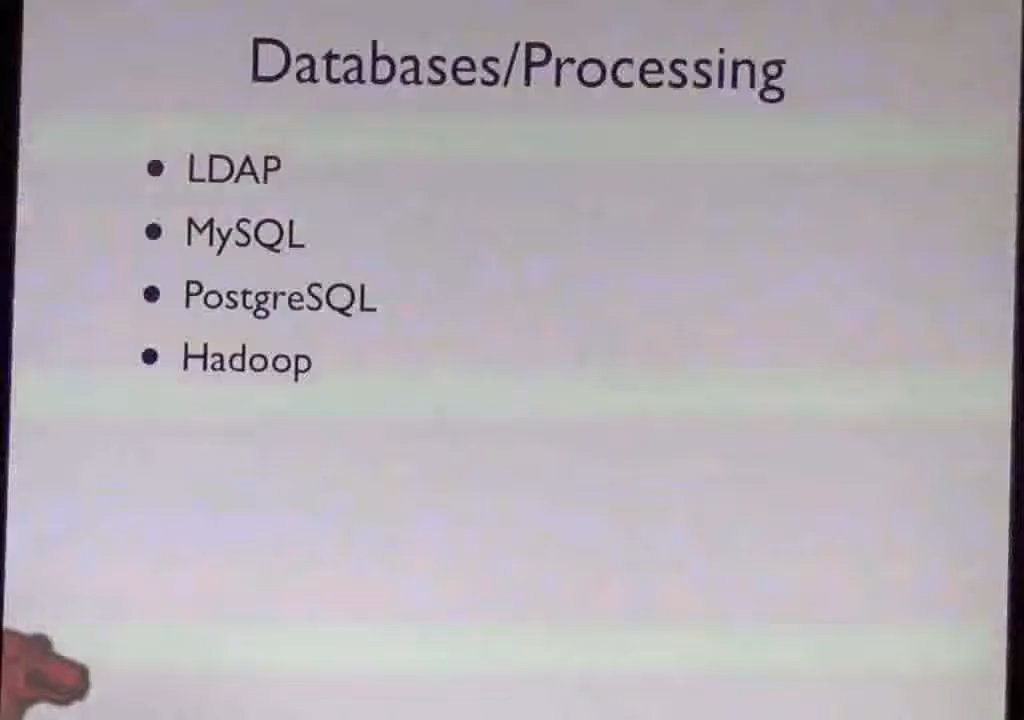 Databases/Processing
LDAP
MySQL
PostgreSQL
Hadoop